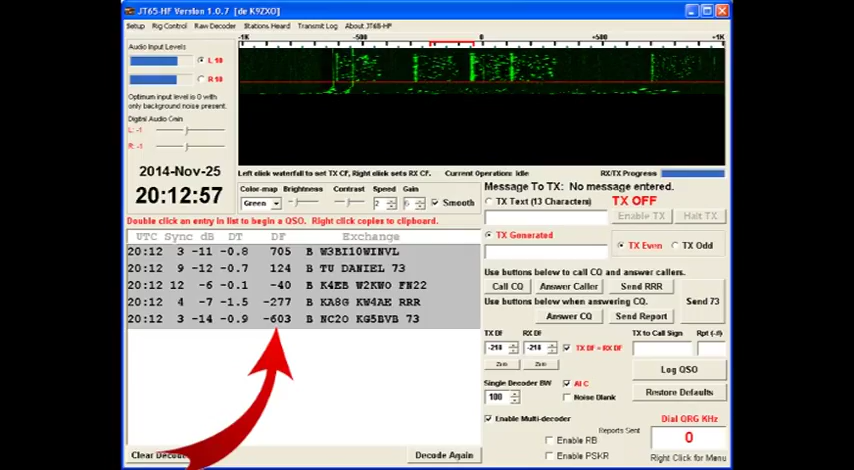 JT65-HF Version 1.0.7 [de K9ZXO]
Setup Rig Control Raw Decoder Stations Heard Transmit Log About JT65-HF
-1K -500 0 +500 +1K
Audio Input Levels
L 18
R 18
Optimum input level is 0 with
only background noise present.
Digital Audio Gain
L: -1
R: -1
2014-Nov-25
20:12:57
Left click waterfall to set TX CF, Right click sets RX CF. Current Operation: Idle RX/TX Progress
Color-map Brightness Contrast Speed Gain
Green 2 Smooth
Double click an entry in list to begin a QSO. Right click copies to clipboard.
UTC Sync dB DT DF Exchange
20:12 3 -11 -0.8 705 B W3BI10WINVL
20:12 9 -12 -0.7 124 B TU DANIEL 73
20:12 12 -6 -0.1 -40 B K4EB W2KWO FN22
20:12 4 -7 -1.5 -277 B KA8G KW4AE RRR
20:12 3 -14 -0.9 -603 B NC2O KG5BVB 73
Clear Decode
Decode Again
Message To TX: No message entered.
TX Text (13 Characters) TX OFF
Enable TX Halt TX
TX Generated
TX Even TX Odd
Use buttons below to call CQ and answer callers.
Call CQ Answer Caller Send RRR
Use buttons below when answering CQ.
Send 73
Answer CQ Send Report
TX DF RX DF TX to Call Sign Rpt (-#)
-218 -218 TX DF = RX DF
Zero Zero
Log QSO
Single Decoder BW AFC
100 Noise Blank
Restore Defaults
Enable Multi-decoder
Dial QRG KHz
Reports Sent
Enable RB
0
Enable PSKR
Right Click for Menu